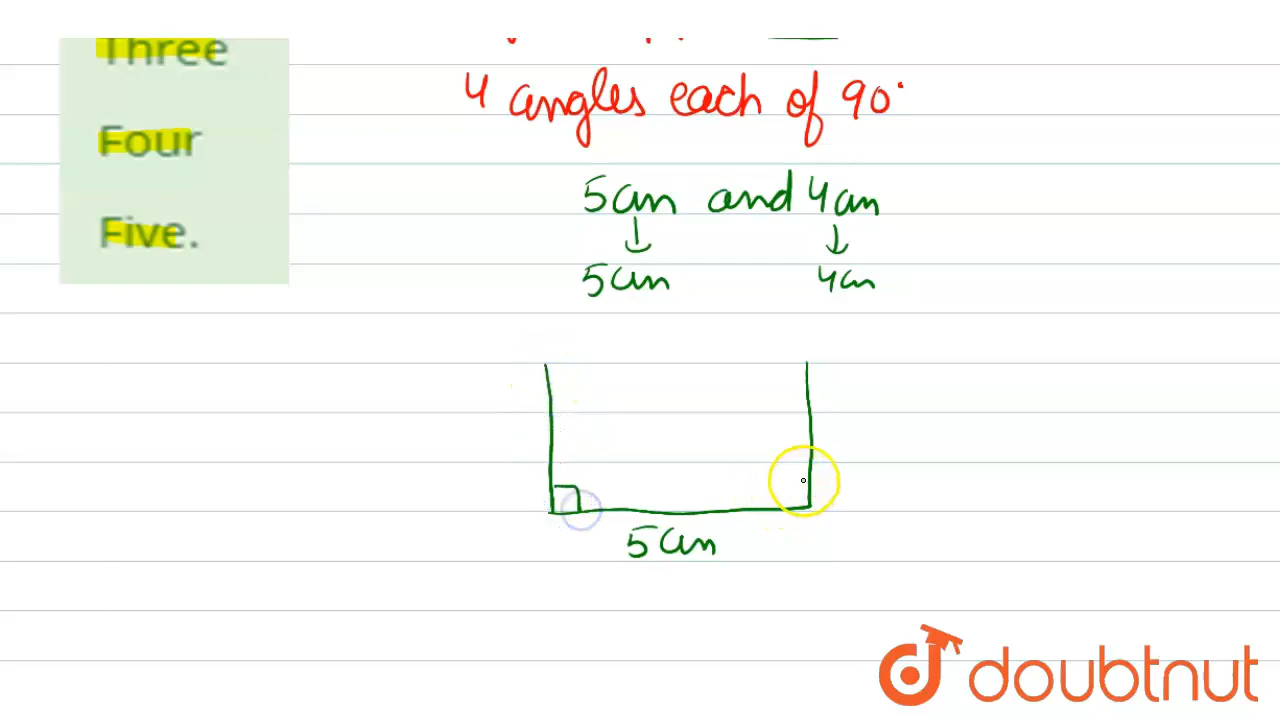 Three
Four
Five.
4 angles each of 90°
5cm and 4cm
↓ ↓
5cm 4cm
5cm
doubtnut